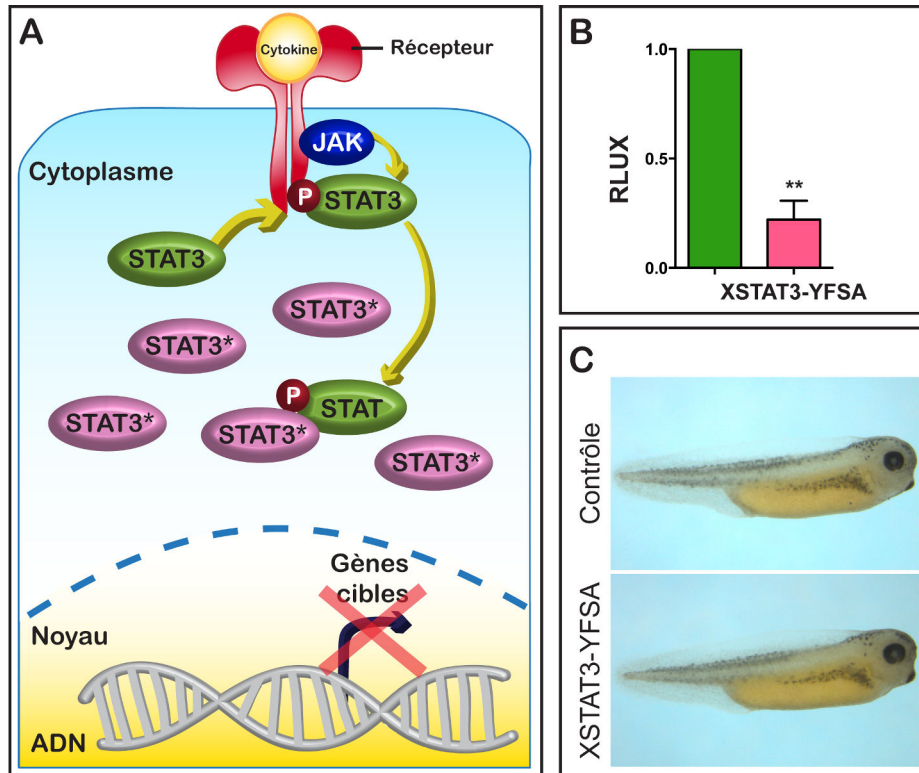 A
Cytokine
Récepteur
JAK
Cytoplasme
P
STAT3
STAT3
STAT3*
STAT3*
P
STAT
STAT3*
STAT3*
STAT3*
Gènes
cibles
Noyau
ADN
B
RLUX
1.0
0.5
0.0
**
XSTAT3-YFSA
C
Contrôle
XSTAT3-YFSA